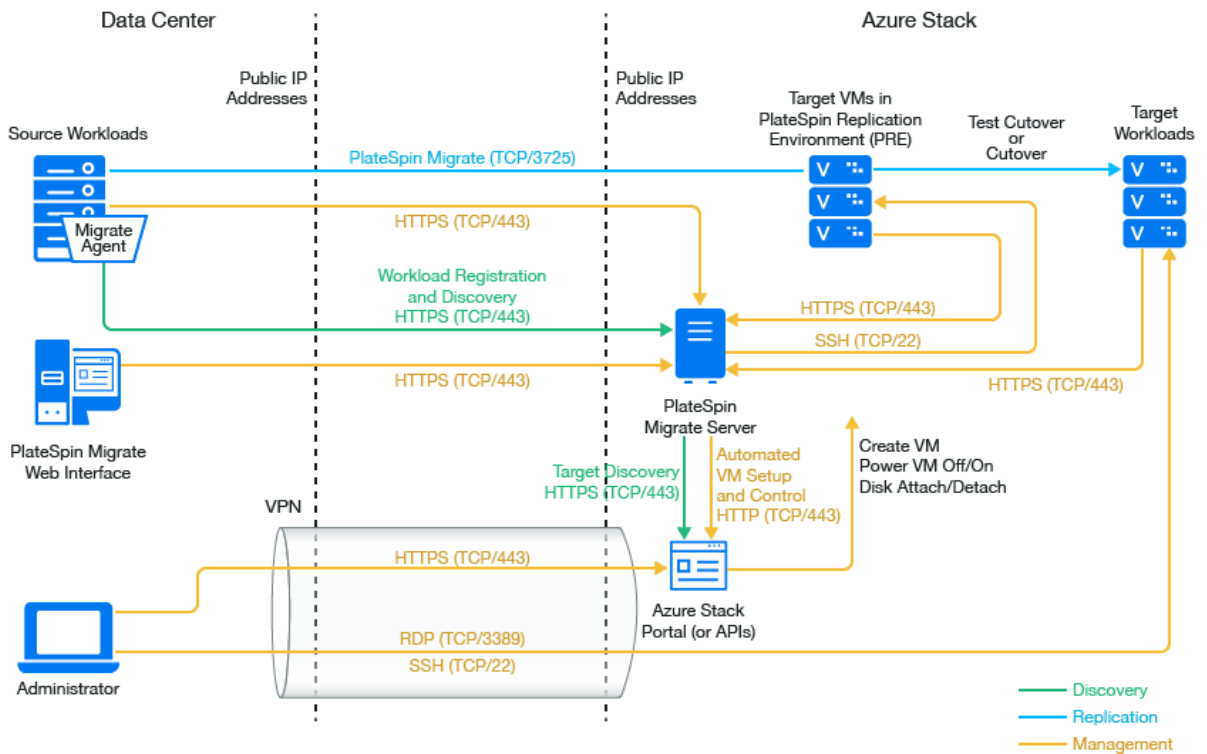 Data Center
Azure Stack
Public IP
Addresses
Public IP
Addresses
Target VMs in
PlateSpin Replication
Environment (PRE)
Test Cutover
or
Cutover
Target
Workloads
Source Workloads
PlateSpin Migrate (TCP/3725)
V
V
V
V
V
V
Migrate
Agent
HTTPS (TCP/443)
Workload Registration
and Discovery
HTTPS (TCP/443)
HTTPS (TCP/443)
SSH (TCP/22)
HTTPS (TCP/443)
HTTPS (TCP/443)
PlateSpin
Migrate Server
PlateSpin Migrate
Web Interface
Target Discovery
HTTPS (TCP/443)
Automated
VM Setup
and Control
HTTP (TCP/443)
Create VM
Power VM Off/On
Disk Attach/Detach
VPN
HTTPS (TCP/443)
Azure Stack
Portal (or APIs)
RDP (TCP/3389)
SSH (TCP/22)
Administrator
Discovery
Replication
Management